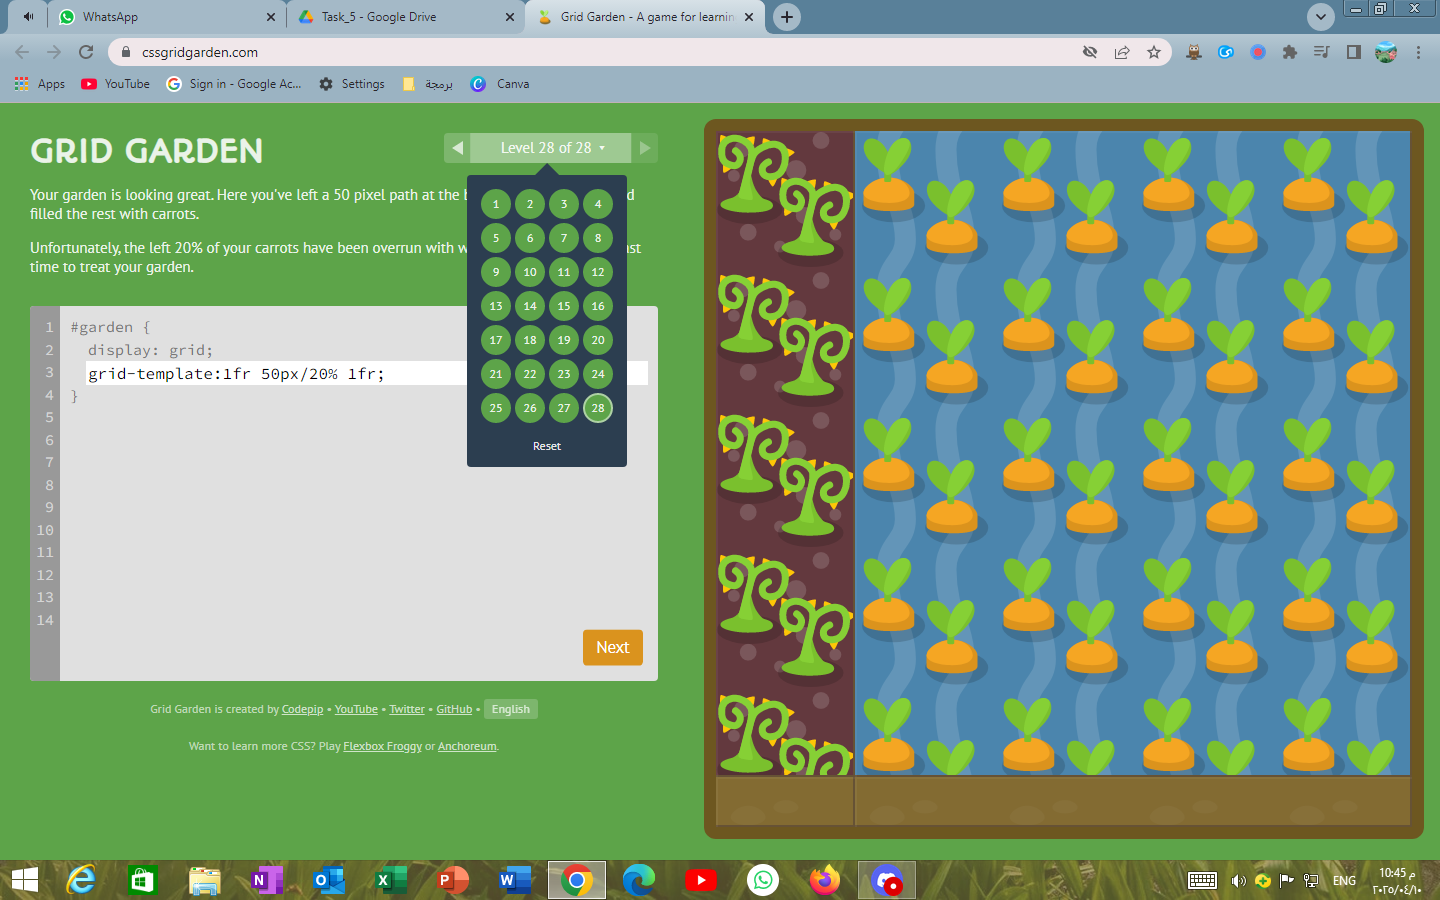 WhatsApp
Task_5 - Google Drive
Grid Garden - A game for learnin
cssgridgarden.com
Apps
YouTube
Sign in - Google Ac...
Settings
برمجة
Canva
GRID GARDEN
Level 28 of 28
Your garden is looking great. Here you've left a 50 pixel path at the b
d
filled the rest with carrots.
Unfortunately, the left 20% of your carrots have been overrun with w
st
time to treat your garden.
1 2 3 4
5 6 7 8
9 10 11 12
13 14 15 16
17 18 19 20
21 22 23 24
25 26 27 28
Reset
1 #garden {
2 display: grid;
3 grid-template:1fr 50px/20% 1fr;
4 }
5
6
7
8
9
10
11
12
13
14
Next
Grid Garden is created by Codepip • YouTube • Twitter • GitHub • English
Want to learn more CSS? Play Flexbox Froggy or Anchoreum.
ENG
10:45 م
٢٠٢٥/٠٤/١٠